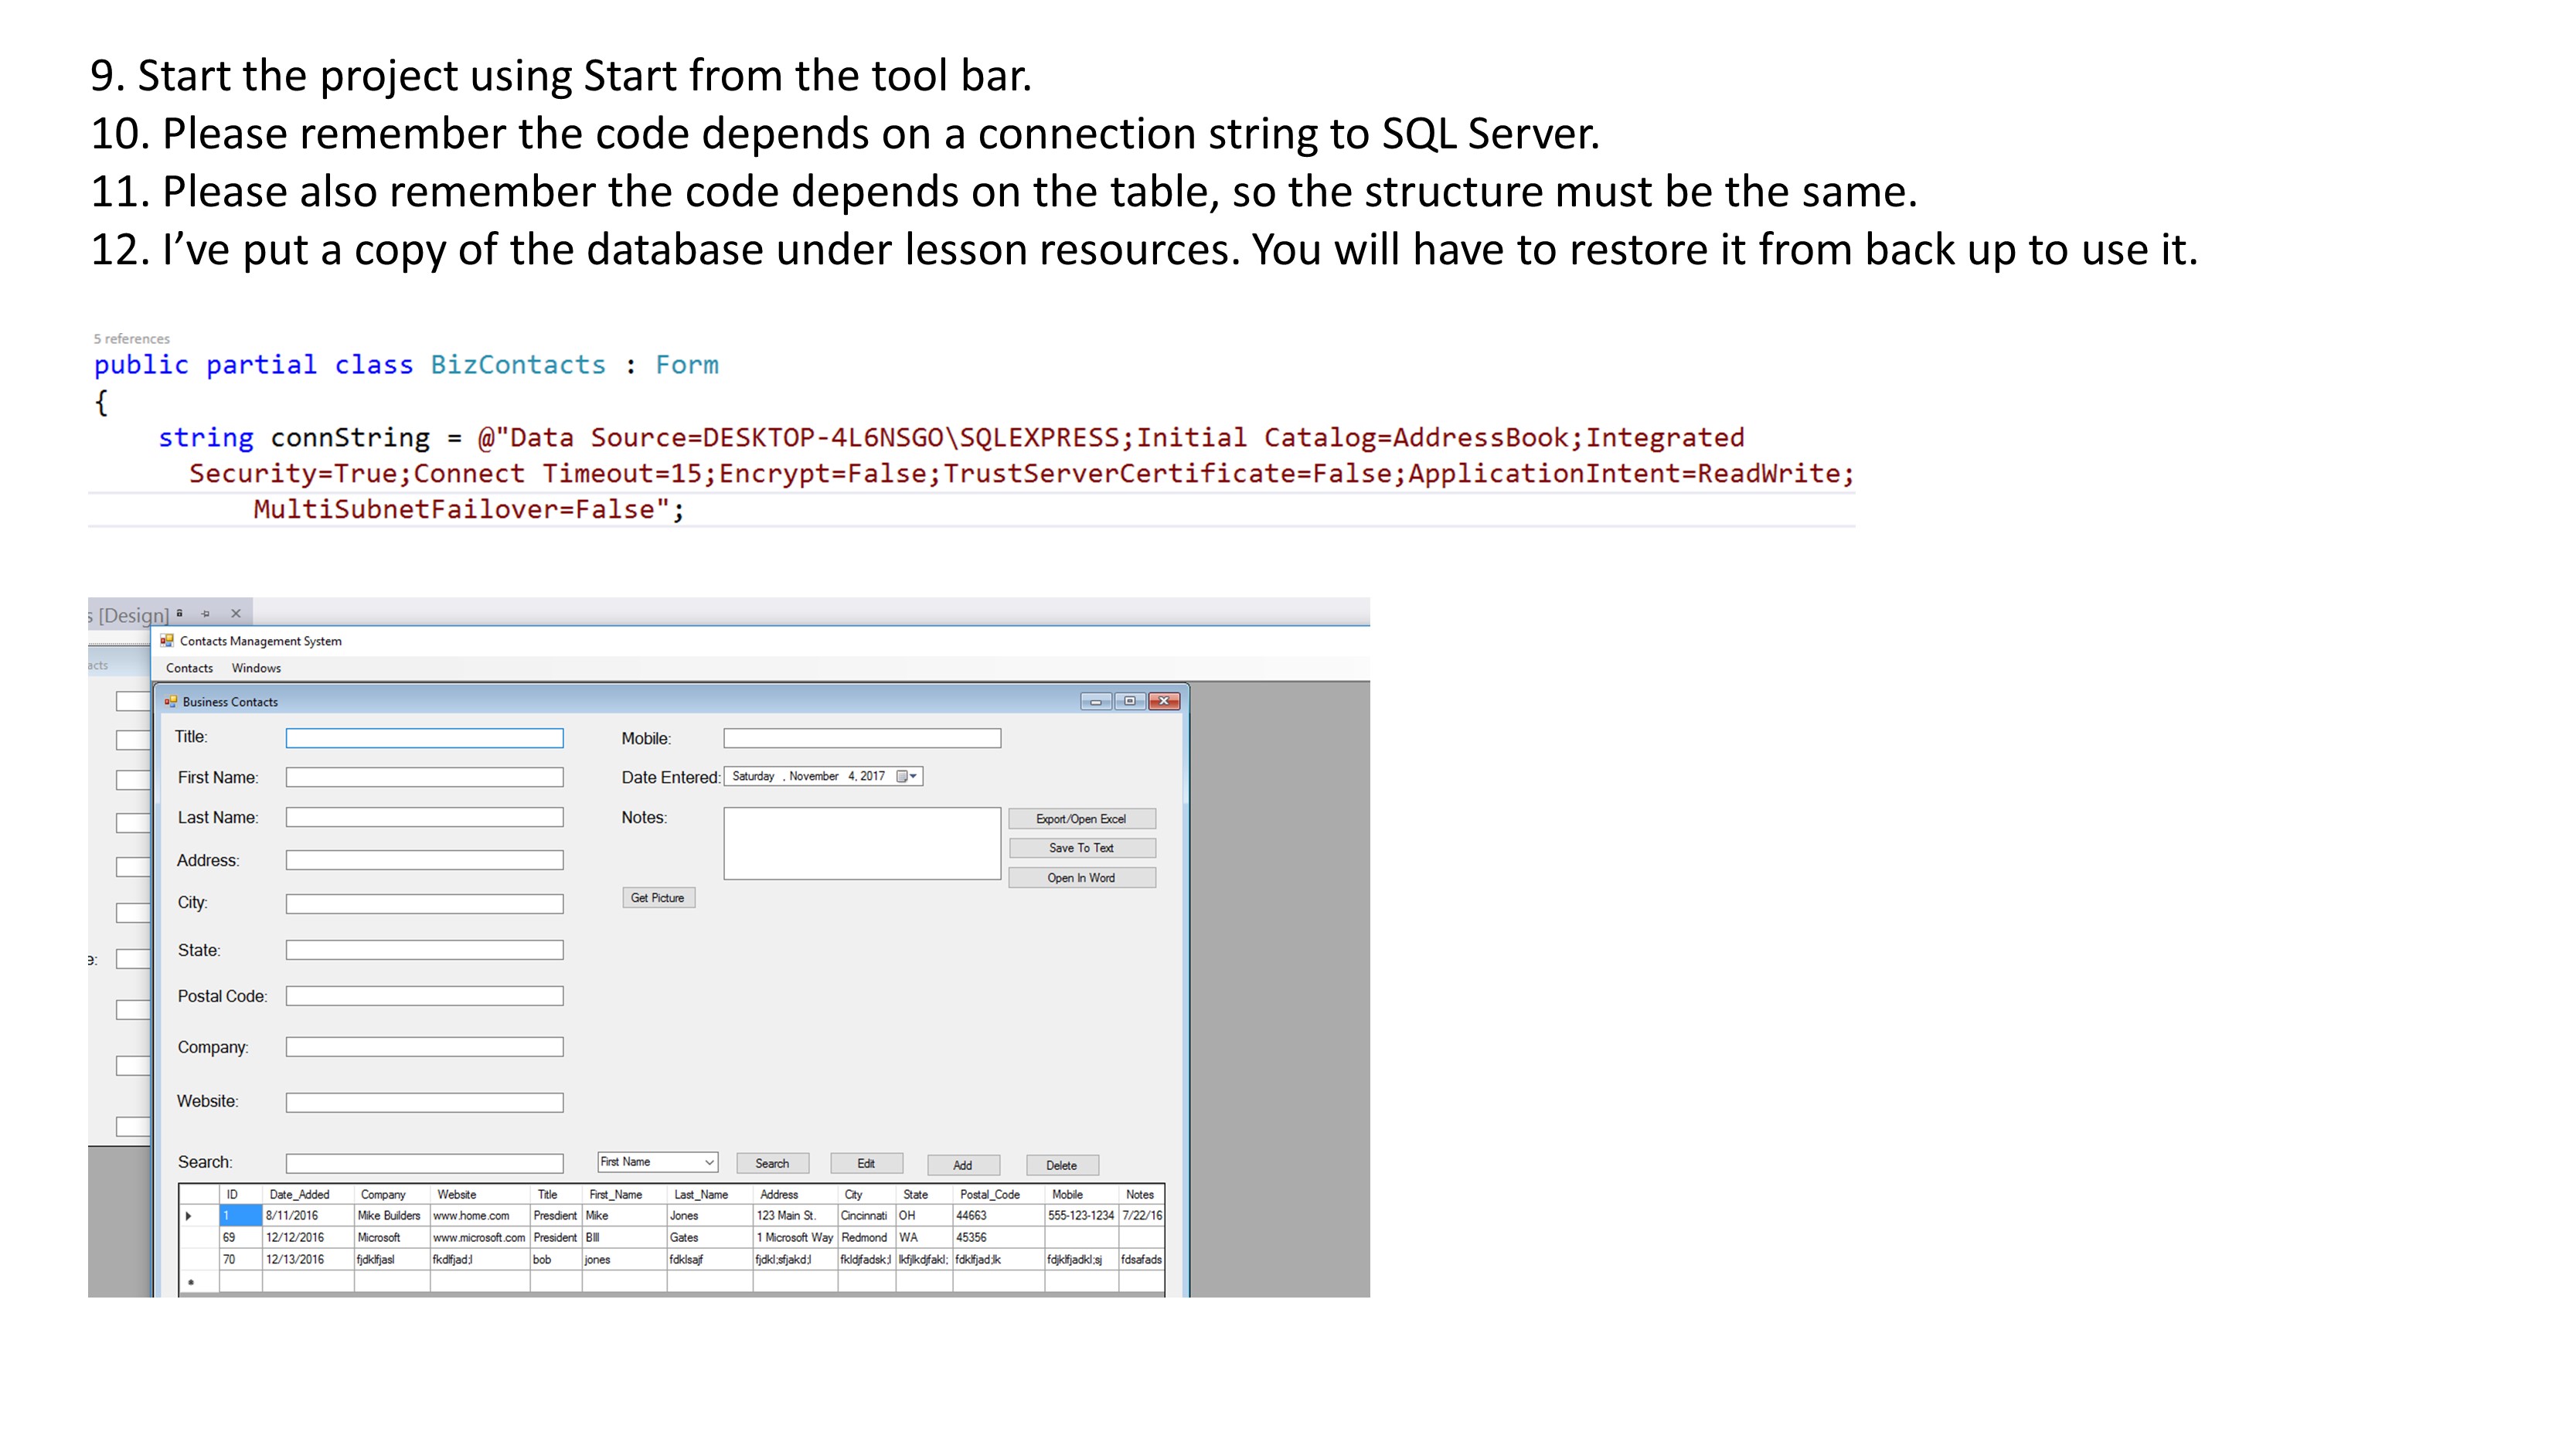 9. Start the project using Start from the tool bar.
10. Please remember the code depends on a connection string to SQL Server.
11. Please also remember the code depends on the table, so the structure must be the same.
12. I’ve put a copy of the database under lesson resources. You will have to restore it from back up to use it.
5 references
public partial class BizContacts : Form
{
string connString = @"Data Source=DESKTOP-4L6NSGO\SQLEXPRESS;Initial Catalog=AddressBook;Integrated
Security=True;Connect Timeout=15;Encrypt=False;TrustServerCertificate=False;ApplicationIntent=ReadWrite;
MultiSubnetFailover=False";
s [Design]
Contacts Management System
acts
Contacts Windows
Business Contacts
Title: Mobile:
First Name: Date Entered: Saturday , November 4, 2017
Last Name: Notes: Export/Open Excel
Save To Text
Address:
Open In Word
City: Get Picture
State:
e:
Postal Code:
Company:
Website:
Search: First Name Search Edit Add Delete
ID Date_Added Company Website Title First_Name Last_Name Address City State Postal_Code Mobile Notes
1 8/11/2016 Mike Builders www.home.com Presdient Mike Jones 123 Main St. Cincinnati OH 44663 555-123-1234 7/22/16
69 12/12/2016 Microsoft www.microsoft.com President BIll Gates 1 Microsoft Way Redmond WA 45356
70 12/13/2016 fjdklfjasl fkdlfjad;l bob jones fdklsajf fjdkl;sfjakd;l fkldjfadsk;l lkfjlkdjfakl; fdklfjad;lk fdjklfjadkl;sj fdsafads